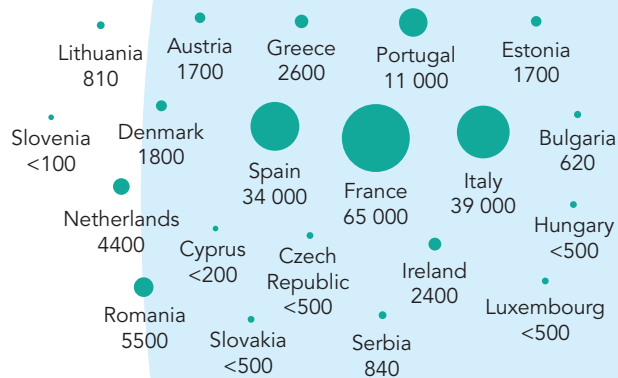 Lithuania
810
Austria
1700
Greece
2600
Portugal
11 000
Estonia
1700
Slovenia
<100
Denmark
1800
Spain
34 000
France
65 000
Italy
39 000
Bulgaria
620
Netherlands
4400
Cyprus
<200
Czech
Republic
<500
Ireland
2400
Hungary
<500
Romania
5500
Slovakia
<500
Serbia
840
Luxembourg
<500